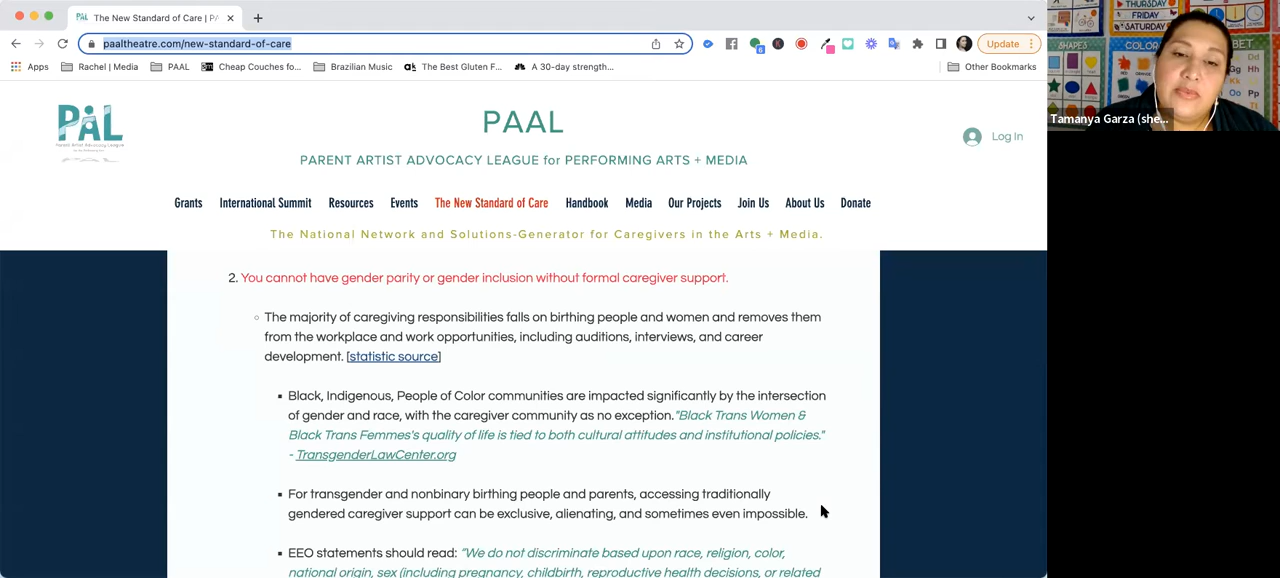 The New Standard of Care | PA
paaltheatre.com/new-standard-of-care
Update
Apps
Rachel | Media
PAAL
Cheap Couches fo...
Brazilian Music
The Best Gluten F...
A 30-day strength...
Other Bookmarks
PAAL
PARENT ARTIST ADVOCACY LEAGUE for PERFORMING ARTS + MEDIA
Log In
Grants
International Summit
Resources
Events
The New Standard of Care
Handbook
Media
Our Projects
Join Us
About Us
Donate
The National Network and Solutions-Generator for Caregivers in the Arts + Media.
2. You cannot have gender parity or gender inclusion without formal caregiver support.
The majority of caregiving responsibilities falls on birthing people and women and removes them
from the workplace and work opportunities, including auditions, interviews, and career
development. [statistic source]
Black, Indigenous, People of Color communities are impacted significantly by the intersection
of gender and race, with the caregiver community as no exception."Black Trans Women &
Black Trans Femmes's quality of life is tied to both cultural attitudes and institutional policies."
- TransgenderLawCenter.org
For transgender and nonbinary birthing people and parents, accessing traditionally
gendered caregiver support can be exclusive, alienating, and sometimes even impossible.
EEO statements should read: "We do not discriminate based upon race, religion, color,
national origin, sex (including pregnancy, childbirth, reproductive health decisions, or related
THURSDAY
FRIDAY
SATURDAY
SHAPES
COLOR
Tamanya Garza (she...